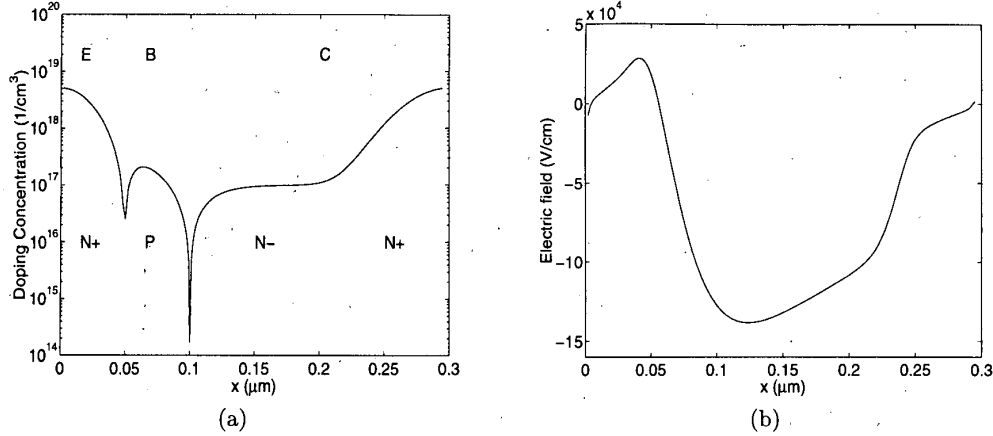 10^20
10^19
10^18
10^17
10^16
10^15
10^14
Doping Concentration (1/cm^3)
E B C
N+ P N− N+
0 0.05 0.1 0.15 0.2 0.25 0.3
x (μm)
(a)
x 10^4
5
0
−5
−10
−15
Electric field (V/cm)
0 0.05 0.1 0.15 0.2 0.25 0.3
x (μm)
(b)